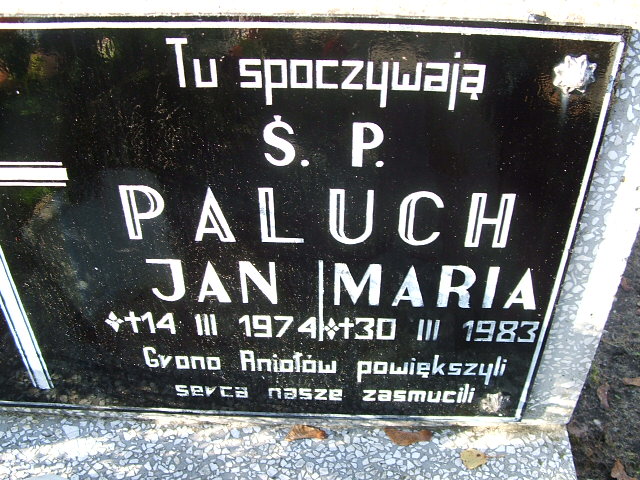 Tu spoczywają
Ś. P.
PALUCH
JAN MARIA
✝14 III 1974 ✝30 III 1983
Grono Aniołów powiększyli
serca nasze zasmucili